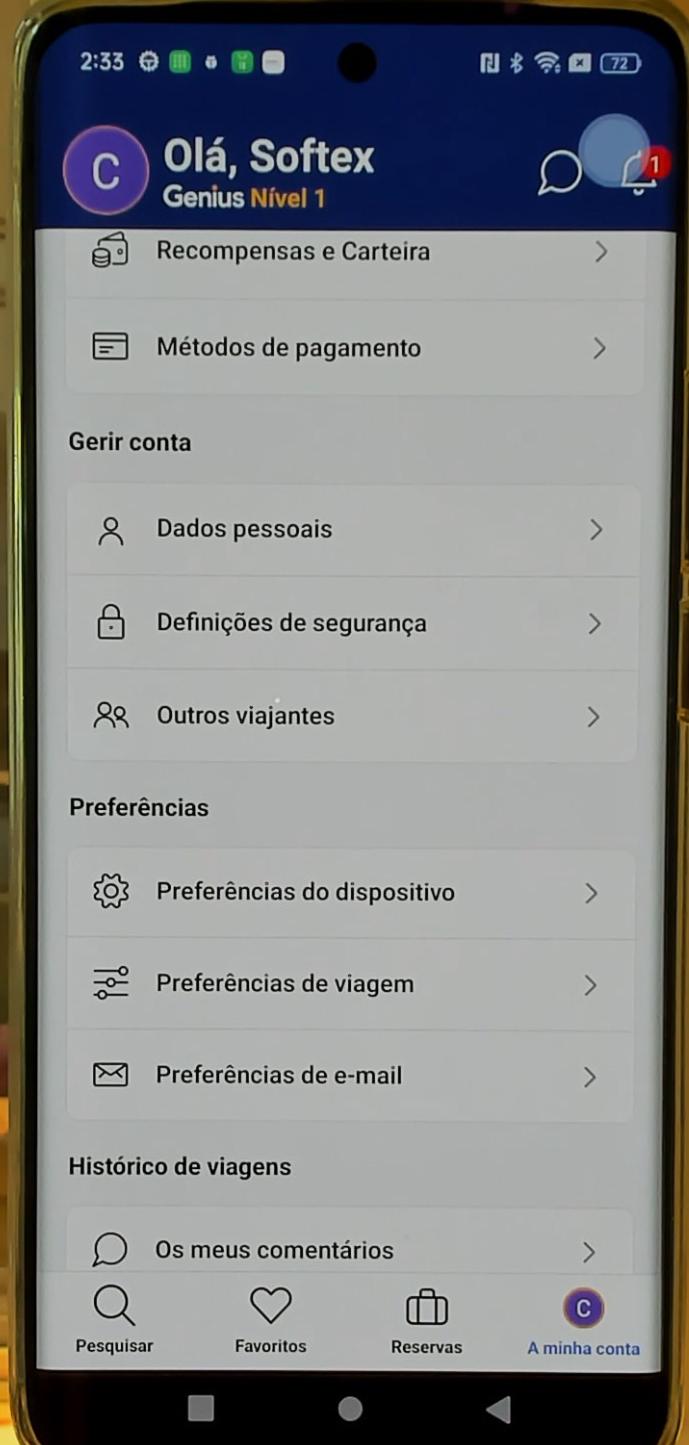 2:33
72
C
Olá, Softex
Genius Nível 1
1
Recompensas e Carteira
Métodos de pagamento
Gerir conta
Dados pessoais
Definições de segurança
Outros viajantes
Preferências
Preferências do dispositivo
Preferências de viagem
Preferências de e-mail
Histórico de viagens
Os meus comentários
Pesquisar
Favoritos
Reservas
C
A minha conta